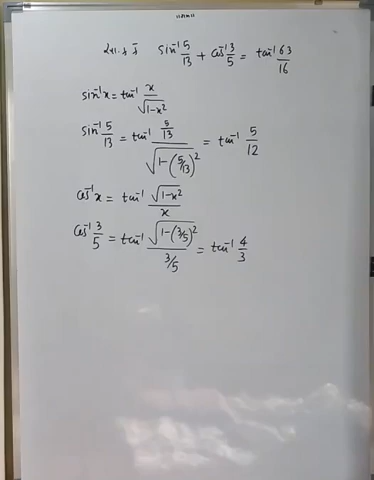 sin⁻¹ 5/13 + cos⁻¹ 3/5 = tan⁻¹ 63/16
sin⁻¹x = tan⁻¹ x/√(1-x²)
sin⁻¹ 5/13 = tan⁻¹ (5/13)/√(1-(5/13)²) = tan⁻¹ 5/12
cos⁻¹x = tan⁻¹ √(1-x²)/x
cos⁻¹ 3/5 = tan⁻¹ √(1-(3/5)²)/(3/5) = tan⁻¹ 4/3